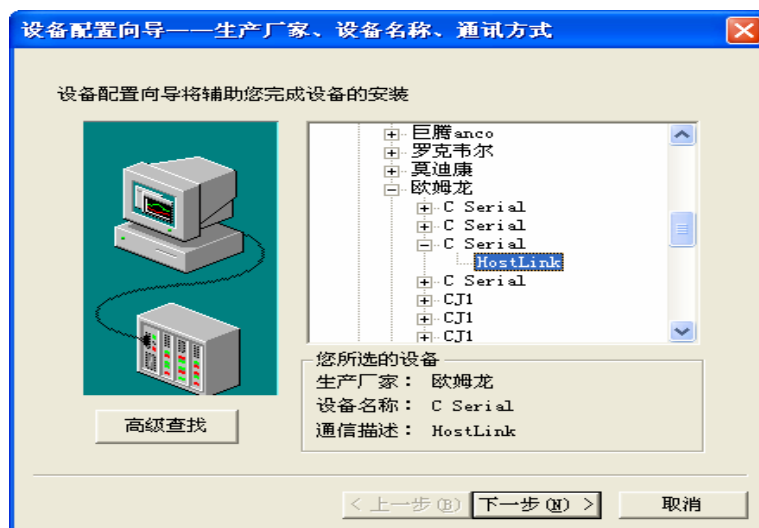 设备配置向导——生产厂家、设备名称、通讯方式
设备配置向导将辅助您完成设备的安装
巨腾anco
罗克韦尔
莫迪康
欧姆龙
C Serial
C Serial
C Serial
HostLink
C Serial
CJ1
CJ1
CJ1
您所选的设备
生产厂家： 欧姆龙
设备名称： C Serial
通信描述： HostLink
高级查找
< 上一步(B) 下一步(N) > 取消